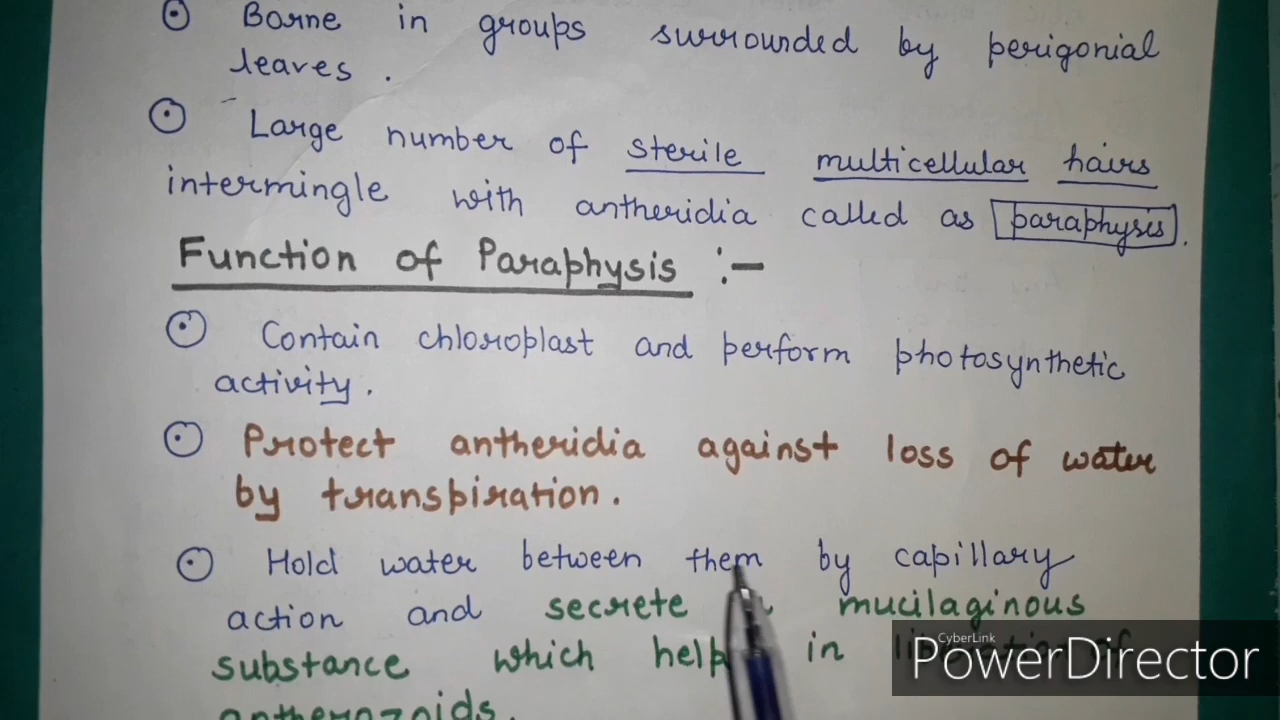 Borne in groups surrounded by perigonial
leaves .
Large number of sterile multicellular hairs
intermingle with antheridia called as paraphysis.
Function of Paraphysis :-
Contain chloroplast and perform photosynthetic
activity.
Protect antheridia against loss of water
by transpiration.
Hold water between them by capillary
action and secrete mucilaginous
substance which help in of
antherozoids.
CyberLink
PowerDirector